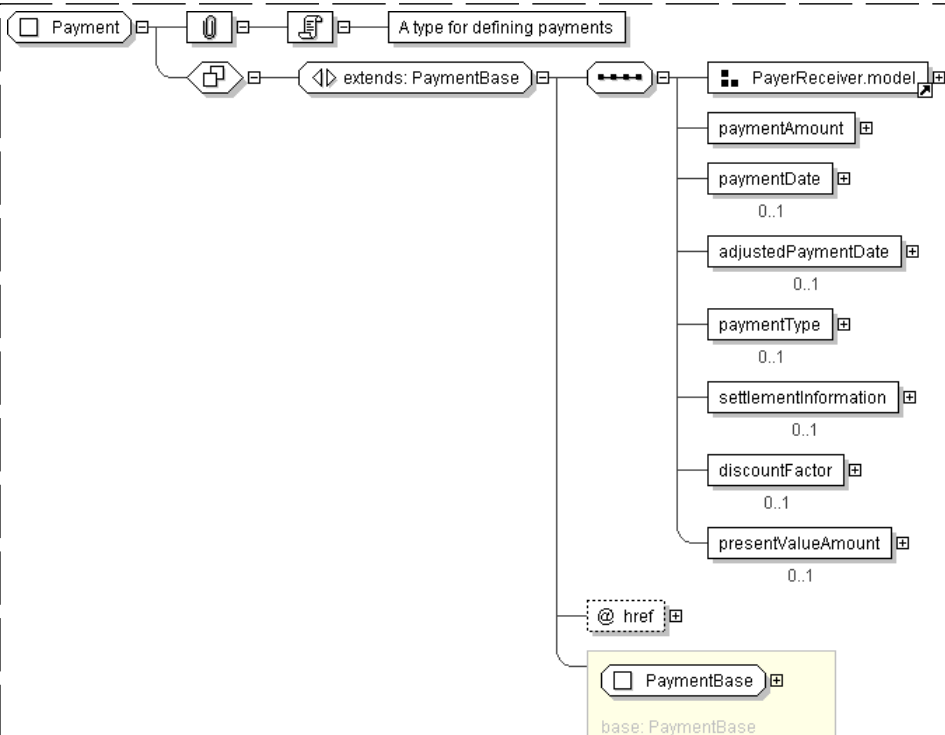 Payment
A type for defining payments
extends: PaymentBase
PayerReceiver.model
paymentAmount
paymentDate
0..1
adjustedPaymentDate
0..1
paymentType
0..1
settlementInformation
0..1
discountFactor
0..1
presentValueAmount
0..1
@ href
PaymentBase
base: PaymentBase